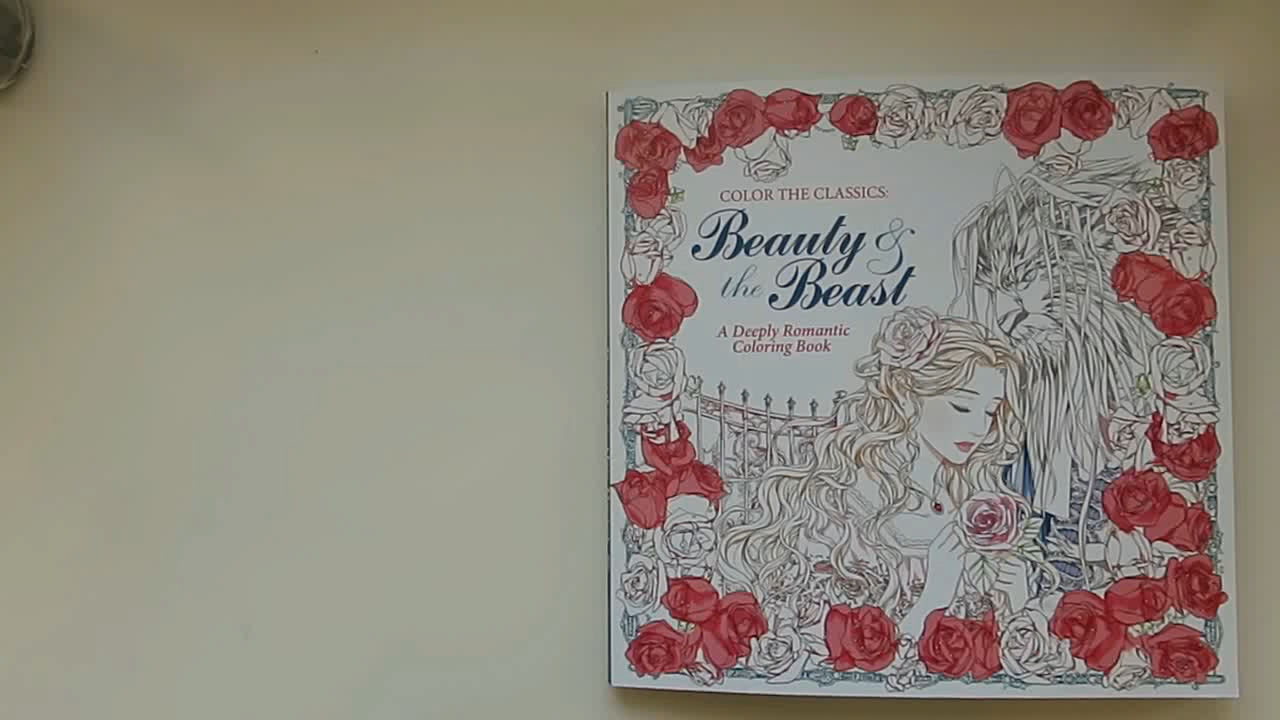 COLOR THE CLASSICS:
Beauty &
the Beast
A Deeply Romantic
Coloring Book